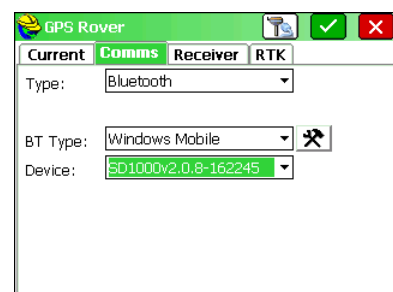 GPS Rover
Current Comms Receiver RTK
Type: Bluetooth
BT Type: Windows Mobile
Device: SD1000v2.0.8-162245